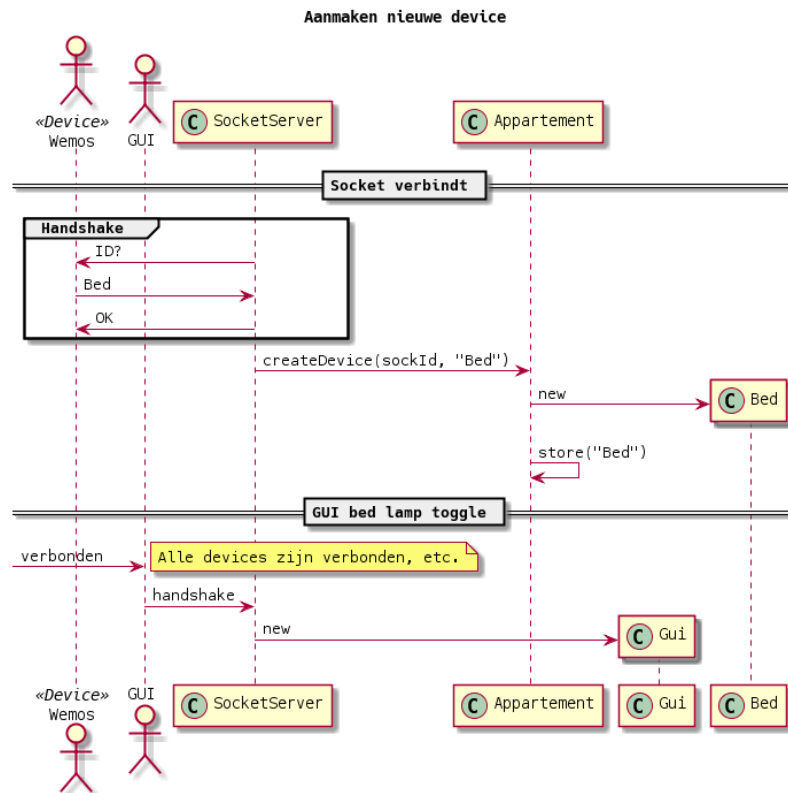 Aanmaken nieuwe device
«Device»
Wemos
GUI
C SocketServer
C Appartement
Socket verbindt
Handshake
ID?
Bed
OK
createDevice(sockId, "Bed")
new
C Bed
store("Bed")
GUI bed lamp toggle
verbonden
Alle devices zijn verbonden, etc.
handshake
new
C Gui
«Device»
Wemos
GUI
C SocketServer
C Appartement
C Gui
C Bed